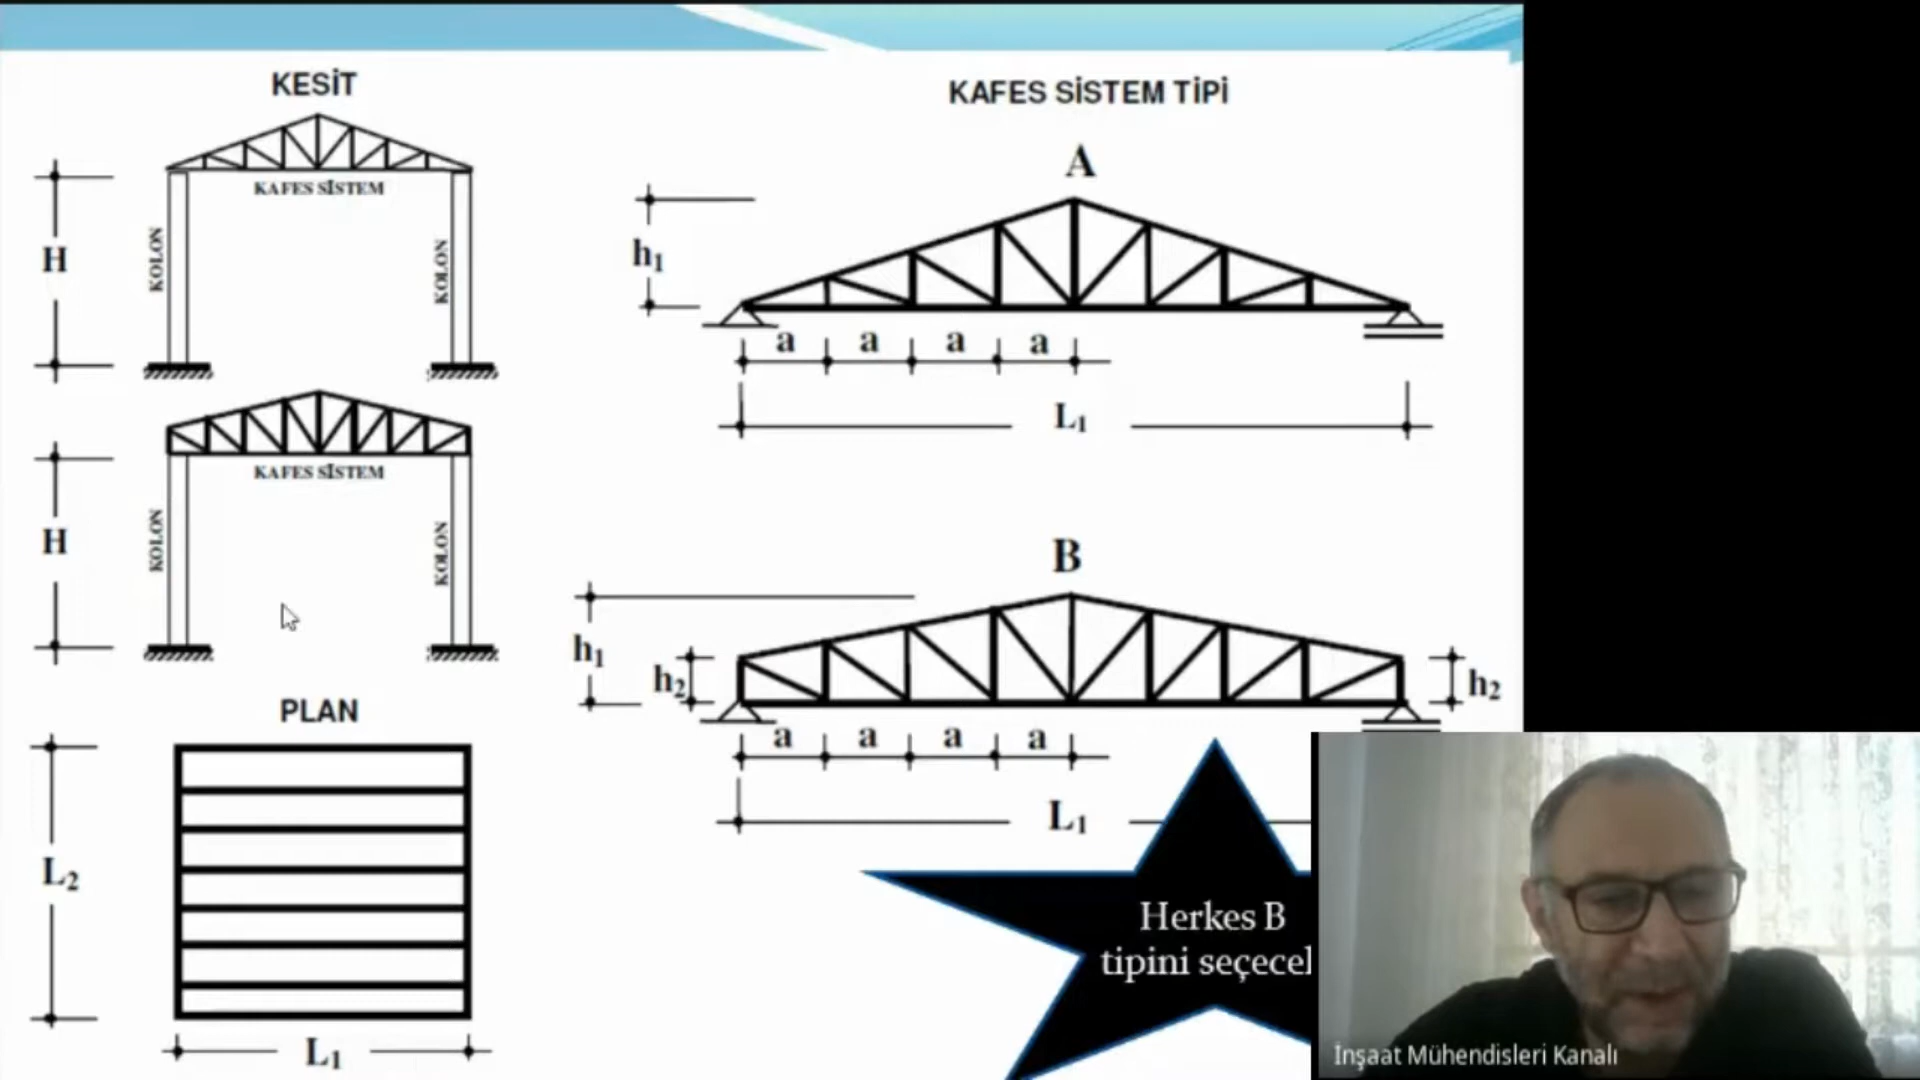 KESİT
KAFES SİSTEM
H
KOLON
KOLON
KAFES SİSTEM
H
KOLON
KOLON
PLAN
L2
L1
KAFES SİSTEM TİPİ
A
h1
a a a a
L1
B
h1
h2
h2
a a a a
L1
Herkes B
tipini seçecel
İnşaat Mühendisleri Kanalı